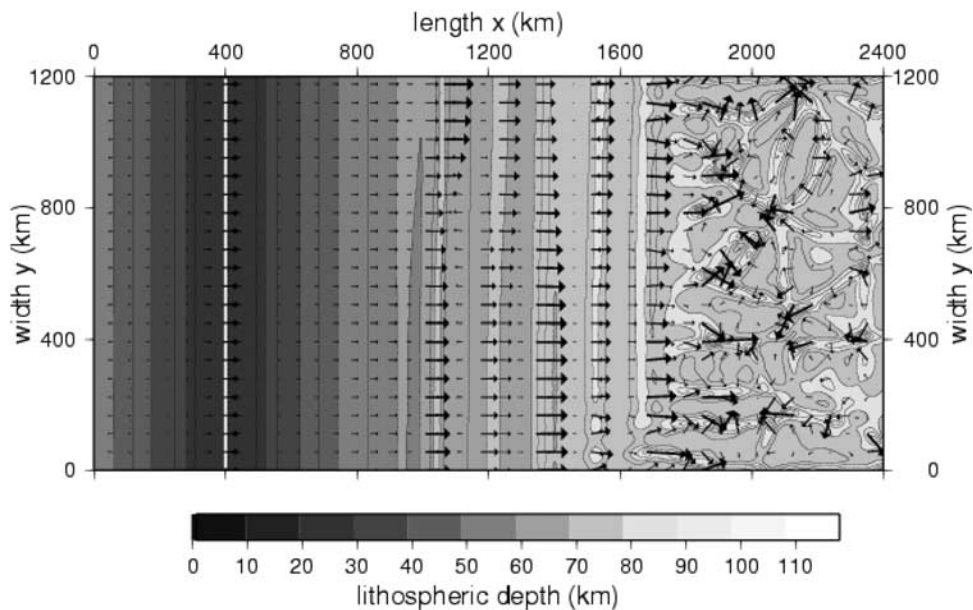 length x (km)
0 400 800 1200 1600 2000 2400
1200 1200
800 800
400 400
0 0
width y (km)
width y (km)
0 10 20 30 40 50 60 70 80 90 100 110
lithospheric depth (km)